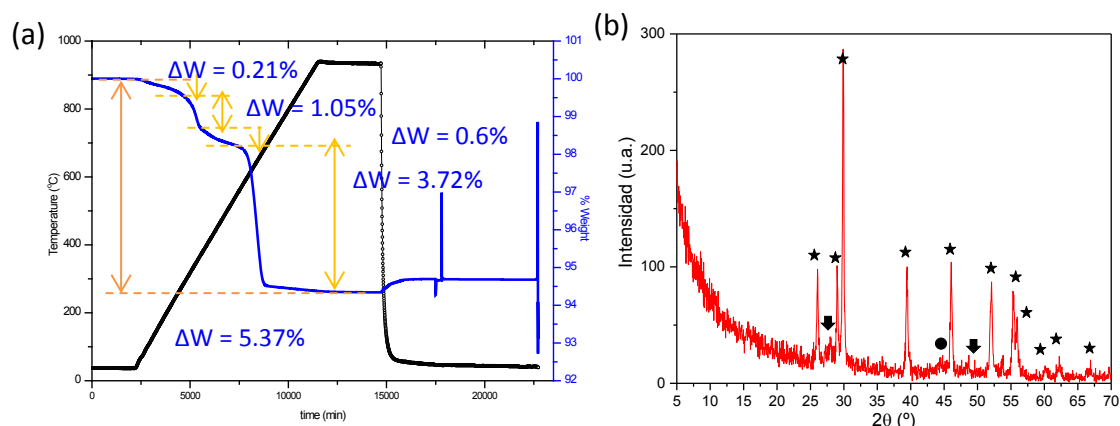 (a)
1000
800
600
400
200
0
Temperature (°C)
0
5000
10000
15000
20000
time (min)
101
100
99
98
97
96
95
94
93
92
% Weight
ΔW = 0.21%
ΔW = 1.05%
ΔW = 0.6%
ΔW = 3.72%
ΔW = 5.37%
(b)
300
200
100
0
Intensidad (u.a.)
5 10 15 20 25 30 35 40 45 50 55 60 65 70
2θ (º)